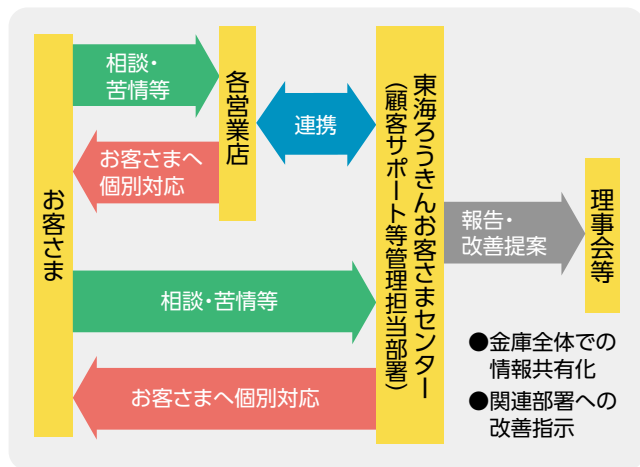 お客さま
相談・
苦情等
お客さまへ
個別対応
各営業店
連携
相談・苦情等
お客さまへ個別対応
東海ろうきんお客さまセンター
（顧客サポート等管理担当部署）
報告・
改善提案
理事会等
●金庫全体での
情報共有化
●関連部署への
改善指示